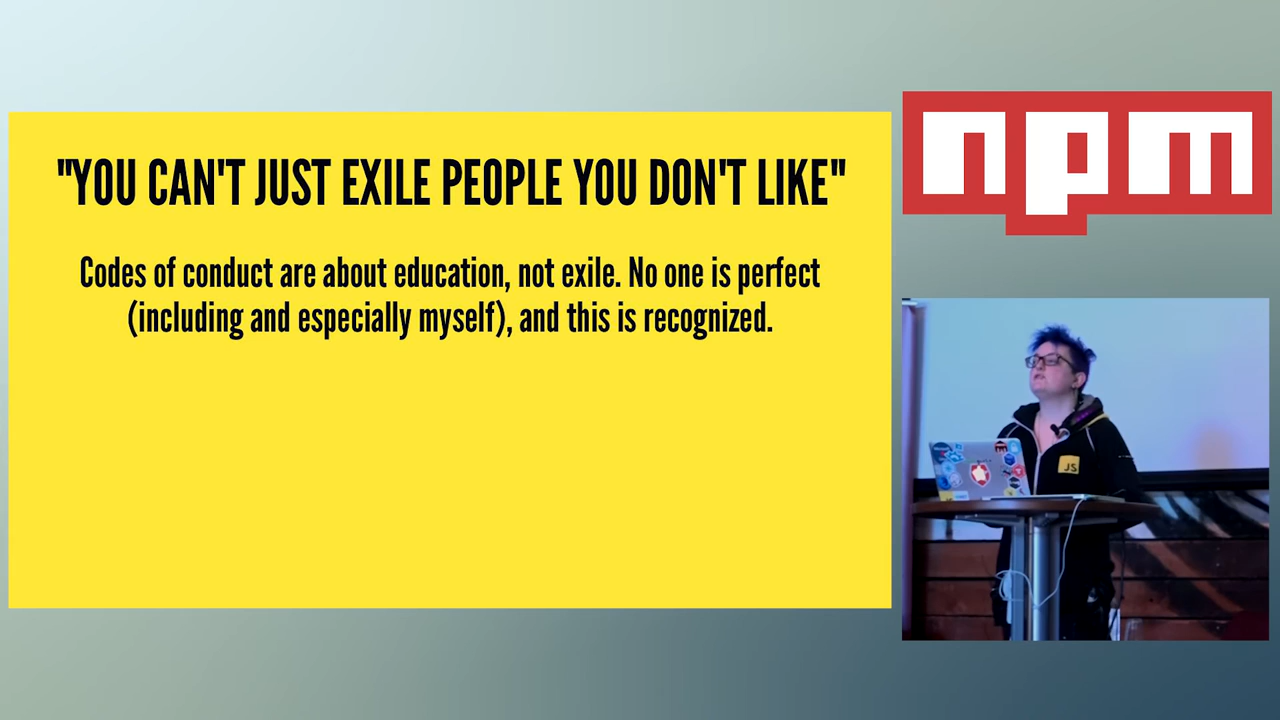 "YOU CAN'T JUST EXILE PEOPLE YOU DON'T LIKE"
Codes of conduct are about education, not exile. No one is perfect
(including and especially myself), and this is recognized.
npm
JS